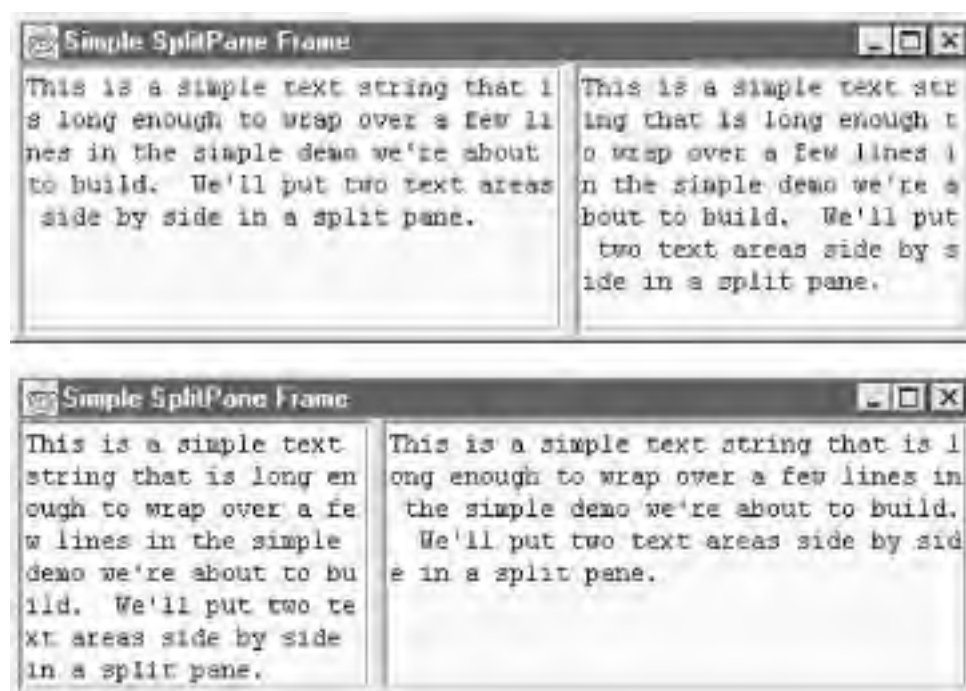 Simple SplitPane Frame
This is a simple text string that i
s long enough to wrap over a few li
nes in the simple demo we're about
to build.  We'll put two text areas
 side by side in a split pane.
This is a simple text str
ing that is long enough t
o wrap over a few lines i
n the simple demo we're a
bout to build.  We'll put
 two text areas side by s
ide in a split pane.
Simple SplitPane Frame
This is a simple text
string that is long en
ough to wrap over a fe
w lines in the simple
demo we're about to bu
ild.  We'll put two te
xt areas side by side
in a split pane.
This is a simple text string that is l
ong enough to wrap over a few lines in
 the simple demo we're about to build.
  We'll put two text areas side by sid
e in a split pane.